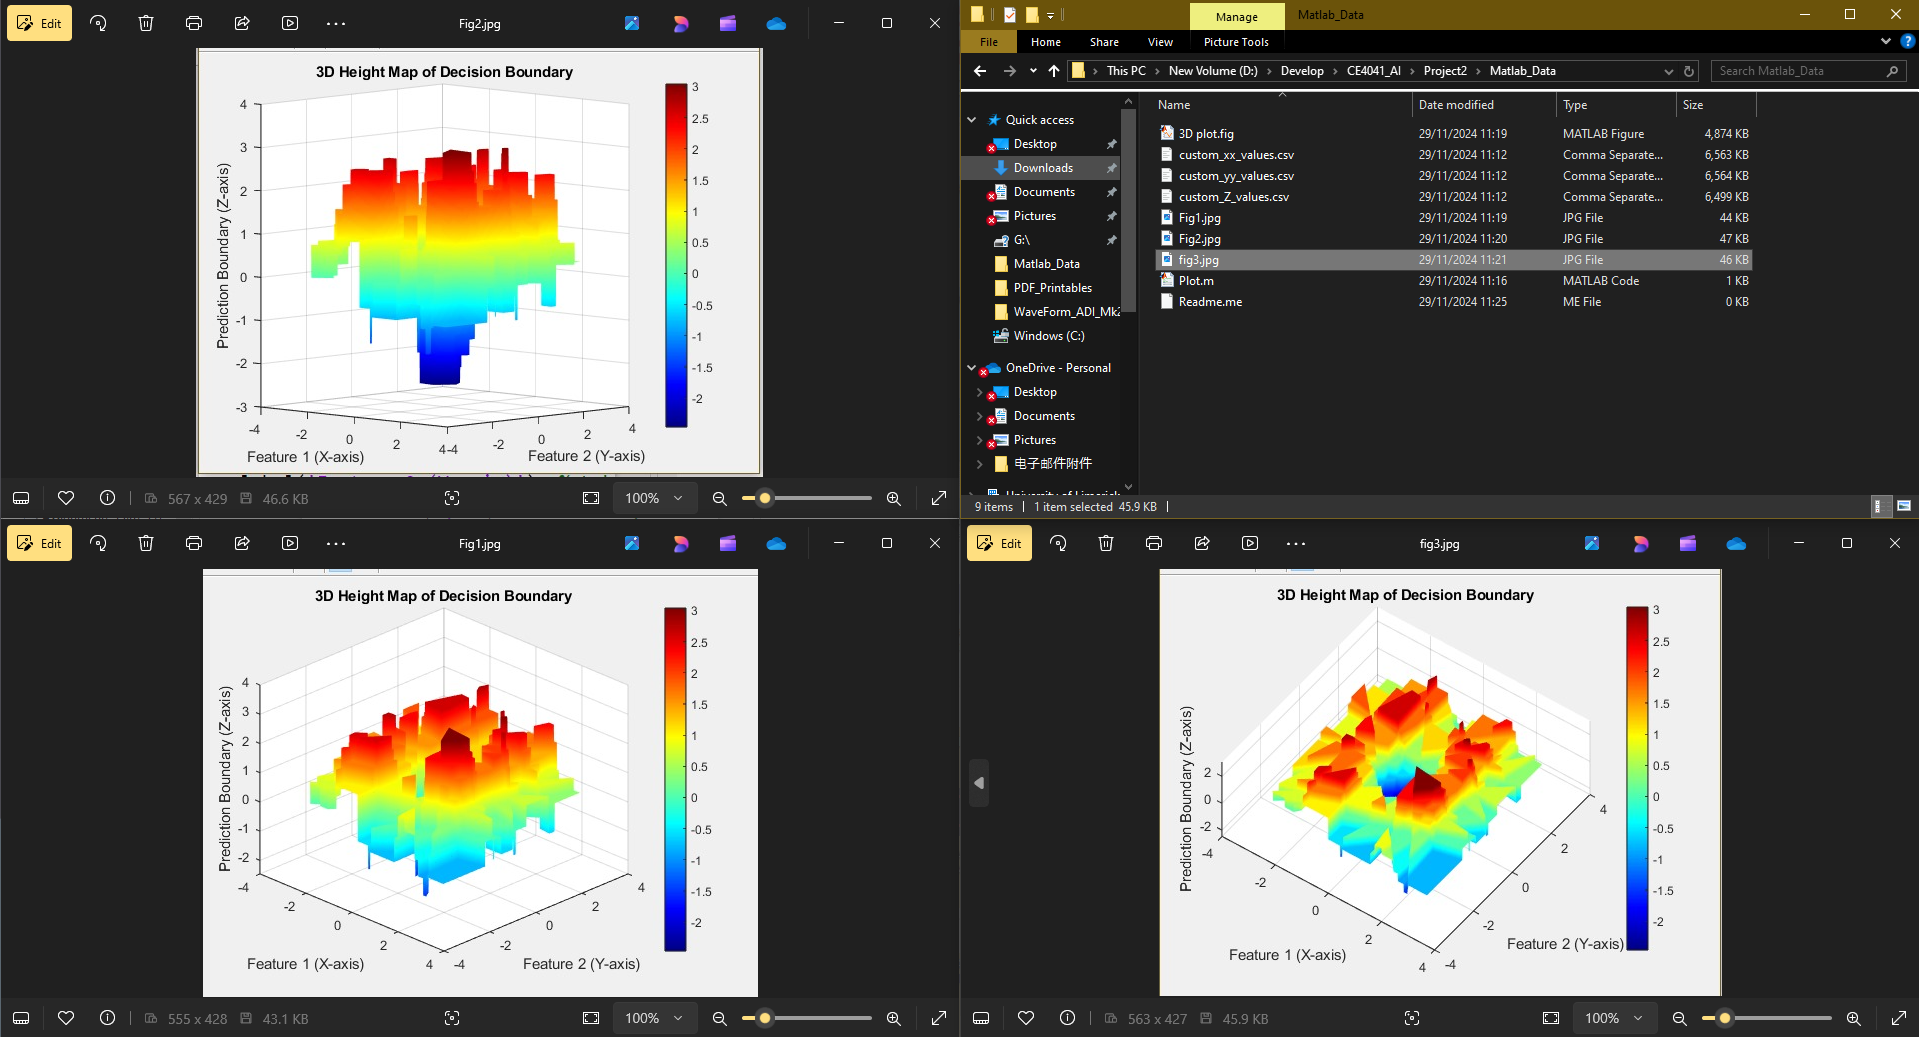 Edit
Fig2.jpg
3D Height Map of Decision Boundary
4
3
2
1
0
-1
-2
-3
Prediction Boundary (Z-axis)
-4
-2
0
2
4
-4
-2
0
2
4
Feature 1 (X-axis)
Feature 2 (Y-axis)
3
2.5
2
1.5
1
0.5
0
-0.5
-1
-1.5
-2
567 x 429
46.6 KB
100%
Manage
Matlab_Data
File
Home
Share
View
Picture Tools
This PC
New Volume (D:)
Develop
CE4041_AI
Project2
Matlab_Data
Search Matlab_Data
Quick access
Desktop
Downloads
Documents
Pictures
G:\
Matlab_Data
PDF_Printables
WaveForm_ADI_Mk2
Windows (C:)
OneDrive - Personal
Desktop
Documents
Pictures
电子邮件附件
Name Date modified Type Size
3D plot.fig 29/11/2024 11:19 MATLAB Figure 4,874 KB
custom_xx_values.csv 29/11/2024 11:12 Comma Separate... 6,563 KB
custom_yy_values.csv 29/11/2024 11:12 Comma Separate... 6,564 KB
custom_Z_values.csv 29/11/2024 11:12 Comma Separate... 6,499 KB
Fig1.jpg 29/11/2024 11:19 JPG File 44 KB
Fig2.jpg 29/11/2024 11:20 JPG File 47 KB
fig3.jpg 29/11/2024 11:21 JPG File 46 KB
Plot.m 29/11/2024 11:16 MATLAB Code 1 KB
Readme.me 29/11/2024 11:25 ME File 0 KB
9 items
1 item selected 45.9 KB
Edit
Fig1.jpg
3D Height Map of Decision Boundary
4
3
2
1
0
-1
-2
-4
Prediction Boundary (Z-axis)
-2
0
2
4
-4
-2
0
2
4
Feature 1 (X-axis)
Feature 2 (Y-axis)
3
2.5
2
1.5
1
0.5
0
-0.5
-1
-1.5
-2
555 x 428
43.1 KB
100%
Edit
fig3.jpg
3D Height Map of Decision Boundary
2
0
-2
-4
Prediction Boundary (Z-axis)
-2
0
2
4
-4
-2
0
2
4
Feature 1 (X-axis)
Feature 2 (Y-axis)
3
2.5
2
1.5
1
0.5
0
-0.5
-1
-1.5
-2
563 x 427
45.9 KB
100%